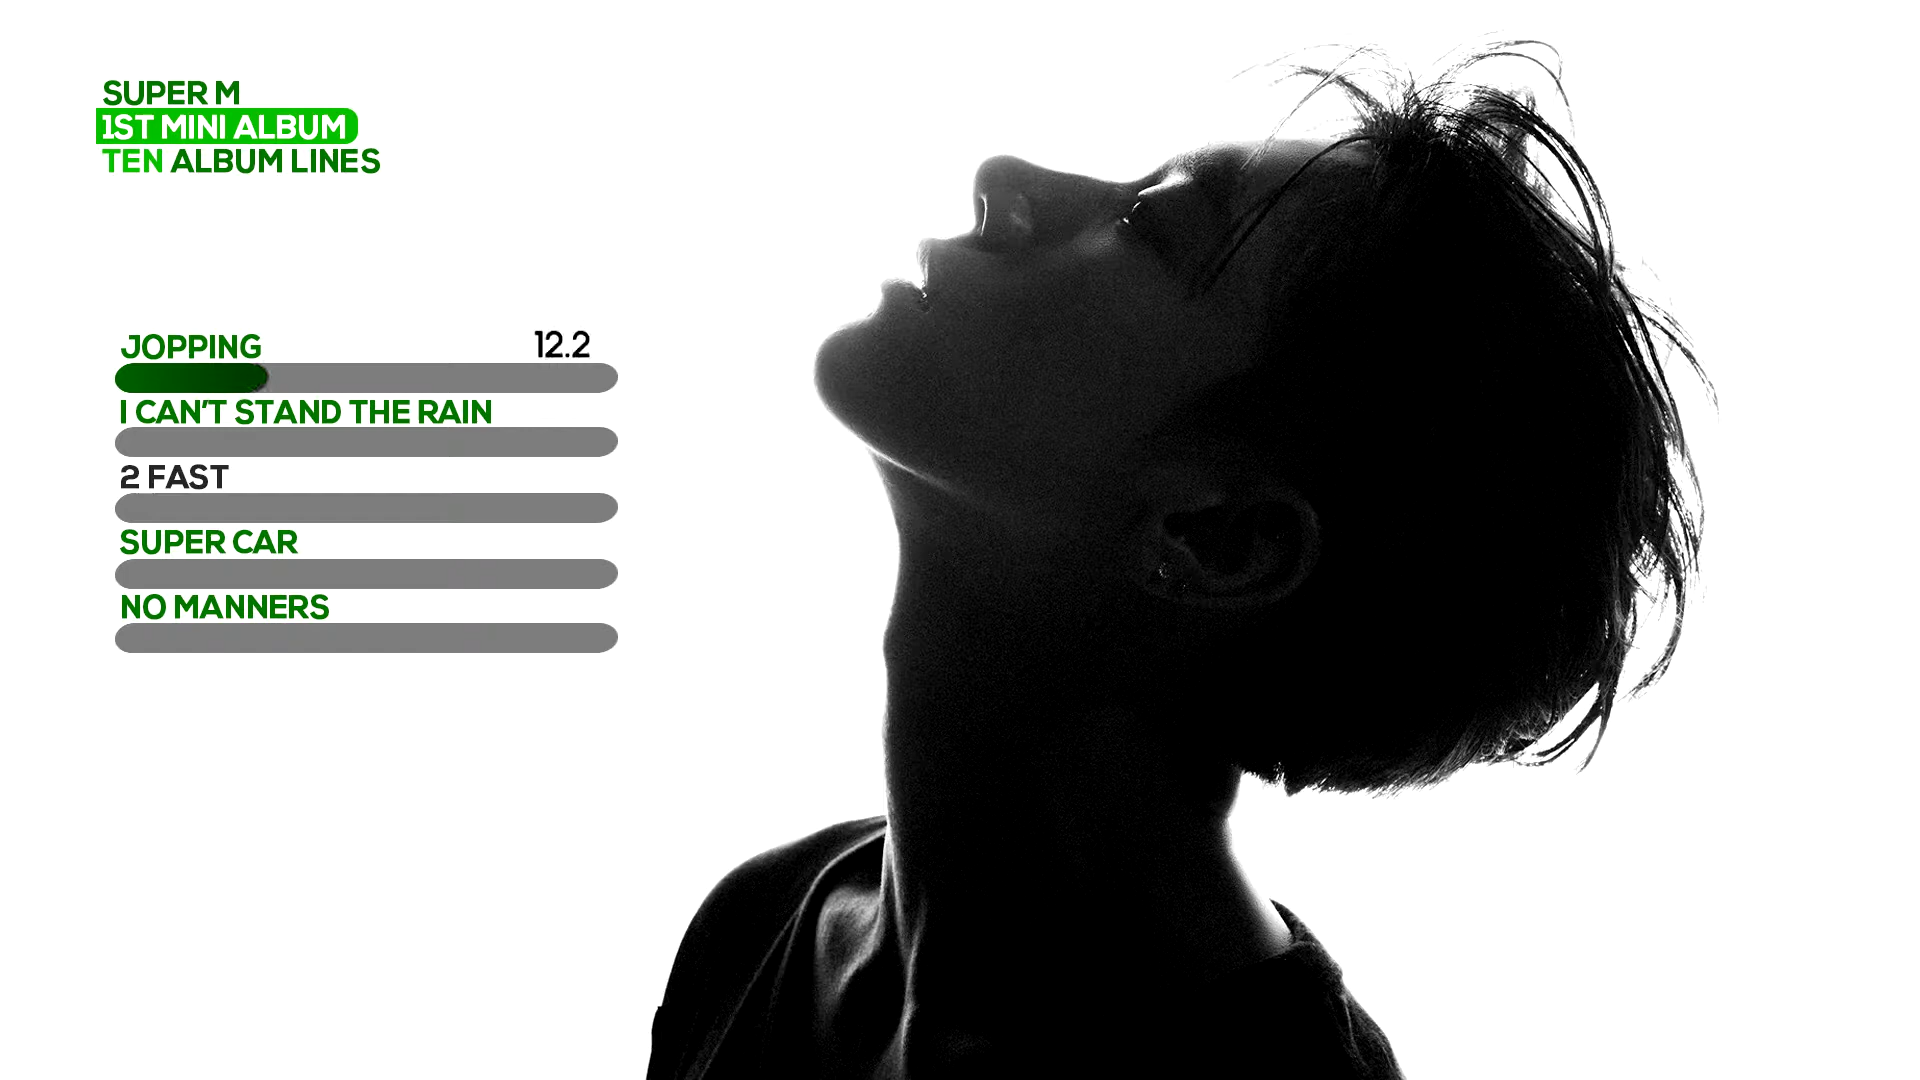 SUPER M
1ST MINI ALBUM
TEN ALBUM LINES
JOPPING 12.2
I CAN'T STAND THE RAIN
2 FAST
SUPER CAR
NO MANNERS